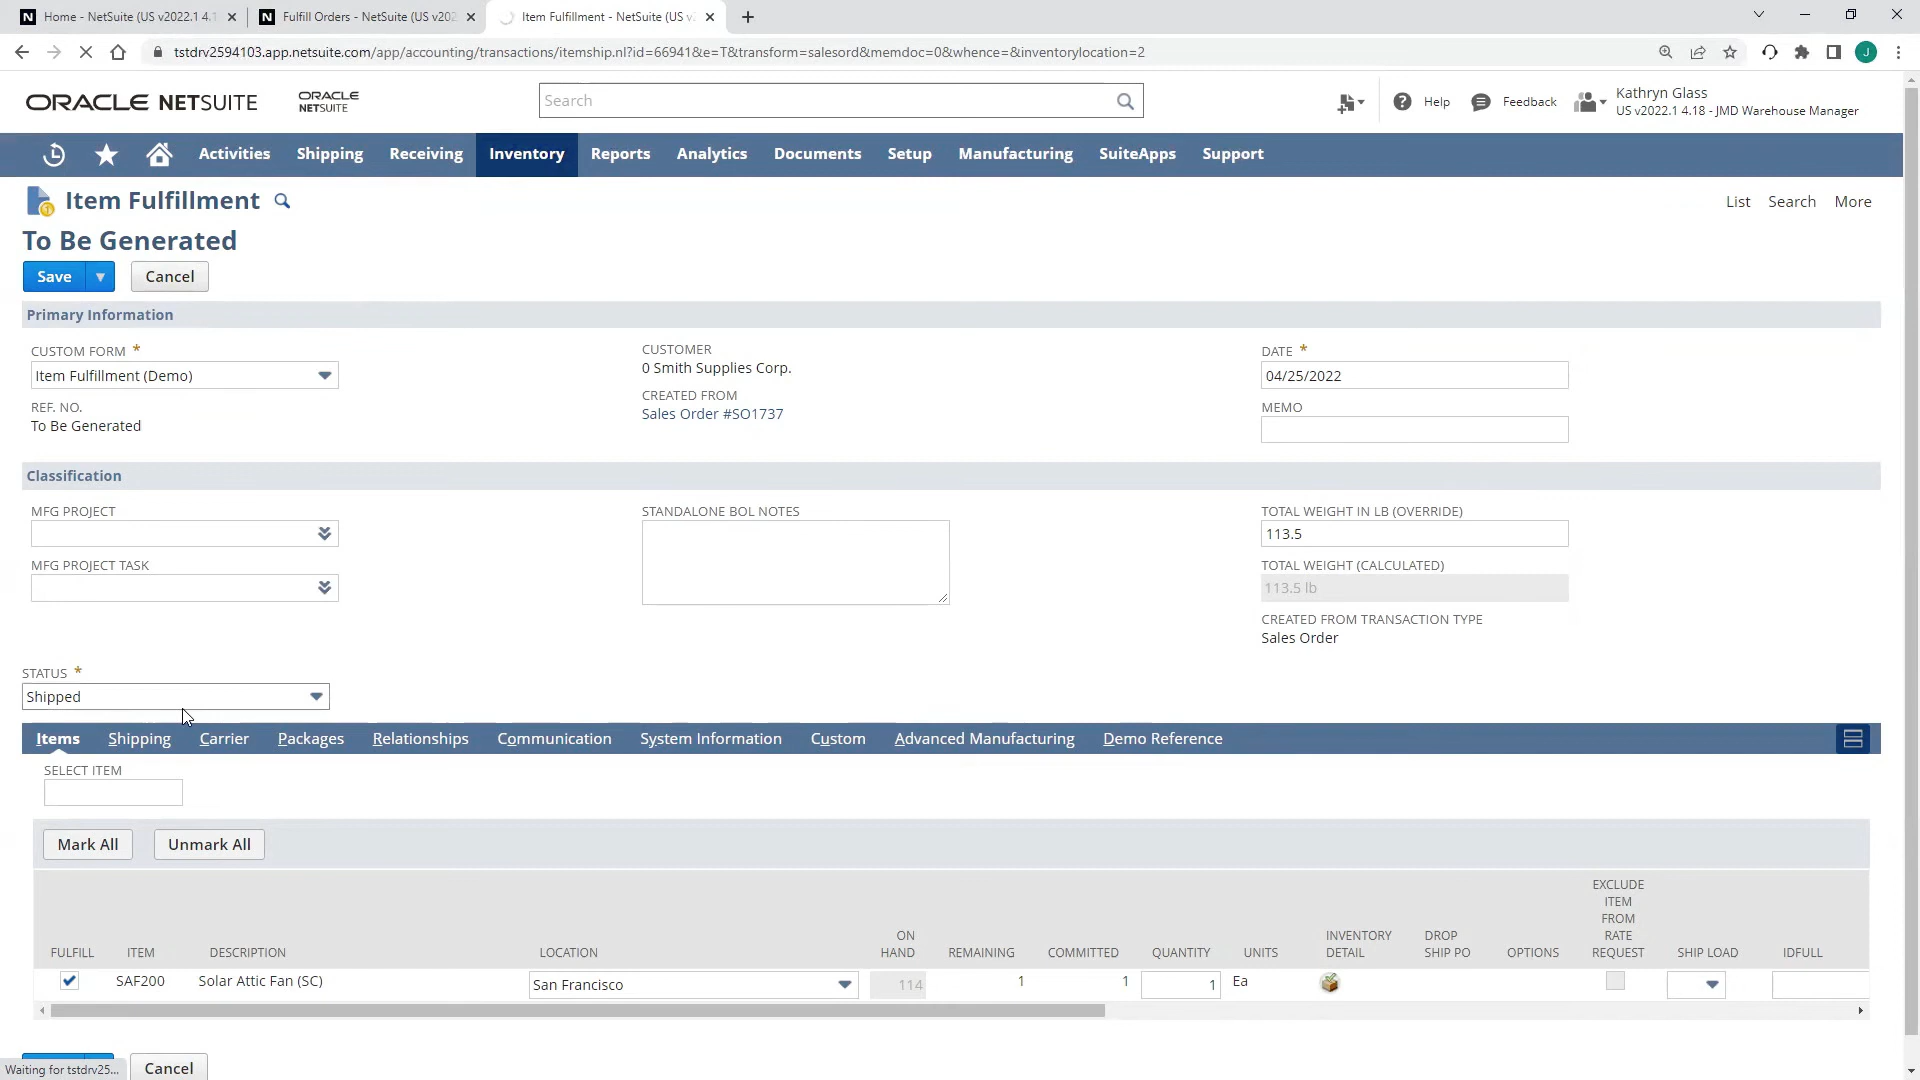 Home - NetSuite (US v2022.1 4.1
Fulfill Orders - NetSuite (US v202
Item Fulfillment - NetSuite (US v.
tstdrv2594103.app.netsuite.com/app/accounting/transactions/itemship.nl?id=66941&e=T&transform=salesord&memdoc=0&whence=&inventorylocation=2
J
ORACLE NETSUITE
ORACLE
NETSUITE
Search
Help
Feedback
Kathryn Glass
US v2022.1 4.18 - JMD Warehouse Manager
Activities Shipping Receiving Inventory Reports Analytics Documents Setup Manufacturing SuiteApps Support
Item Fulfillment
List Search More
To Be Generated
Save
Cancel
Primary Information
CUSTOM FORM *
Item Fulfillment (Demo)
REF. NO.
To Be Generated
CUSTOMER
0 Smith Supplies Corp.
CREATED FROM
Sales Order #SO1737
DATE *
04/25/2022
MEMO
Classification
MFG PROJECT
MFG PROJECT TASK
STANDALONE BOL NOTES
TOTAL WEIGHT IN LB (OVERRIDE)
113.5
TOTAL WEIGHT (CALCULATED)
113.5 lb
CREATED FROM TRANSACTION TYPE
Sales Order
STATUS *
Shipped
Items Shipping Carrier Packages Relationships Communication System Information Custom Advanced Manufacturing Demo Reference
SELECT ITEM
Mark All
Unmark All
FULFILL ITEM DESCRIPTION LOCATION ON HAND REMAINING COMMITTED QUANTITY UNITS INVENTORY DETAIL DROP SHIP PO OPTIONS EXCLUDE ITEM FROM RATE REQUEST SHIP LOAD IDFULL
SAF200 Solar Attic Fan (SC) San Francisco 114 1 1 1 Ea
Waiting for tstdrv25...
Cancel